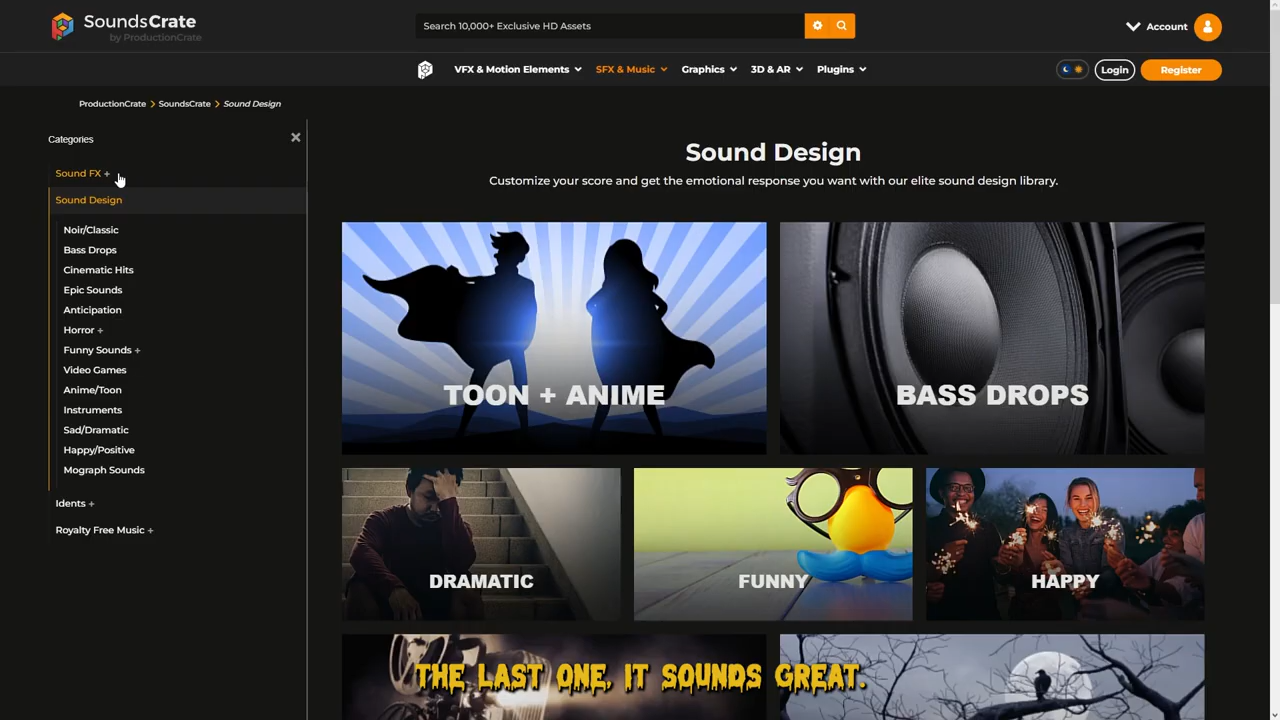 SoundsCrate
by ProductionCrate
Search 10,000+ Exclusive HD Assets
Account
VFX & Motion Elements
SFX & Music
Graphics
3D & AR
Plugins
Login
Register
ProductionCrate
SoundsCrate
Sound Design
Categories
Sound FX +
Sound Design
Noir/Classic
Bass Drops
Cinematic Hits
Epic Sounds
Anticipation
Horror +
Funny Sounds +
Video Games
Anime/Toon
Instruments
Sad/Dramatic
Happy/Positive
Mograph Sounds
Idents +
Royalty Free Music +
Sound Design
Customize your score and get the emotional response you want with our elite sound design library.
TOON + ANIME
BASS DROPS
DRAMATIC
FUNNY
HAPPY
THE LAST ONE, IT SOUNDS GREAT.